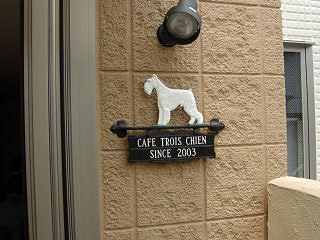 CAFE TROIS CHIEN
SINCE 2003